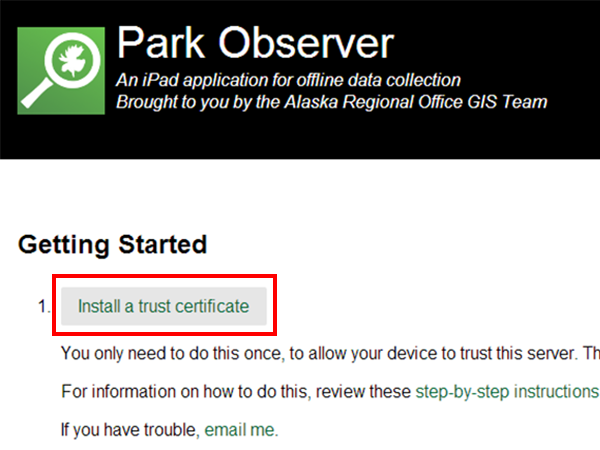 Park Observer
An iPad application for offline data collection
Brought to you by the Alaska Regional Office GIS Team
Getting Started
1. Install a trust certificate
You only need to do this once, to allow your device to trust this server. Th
For information on how to do this, review these step-by-step instructions
If you have trouble, email me.